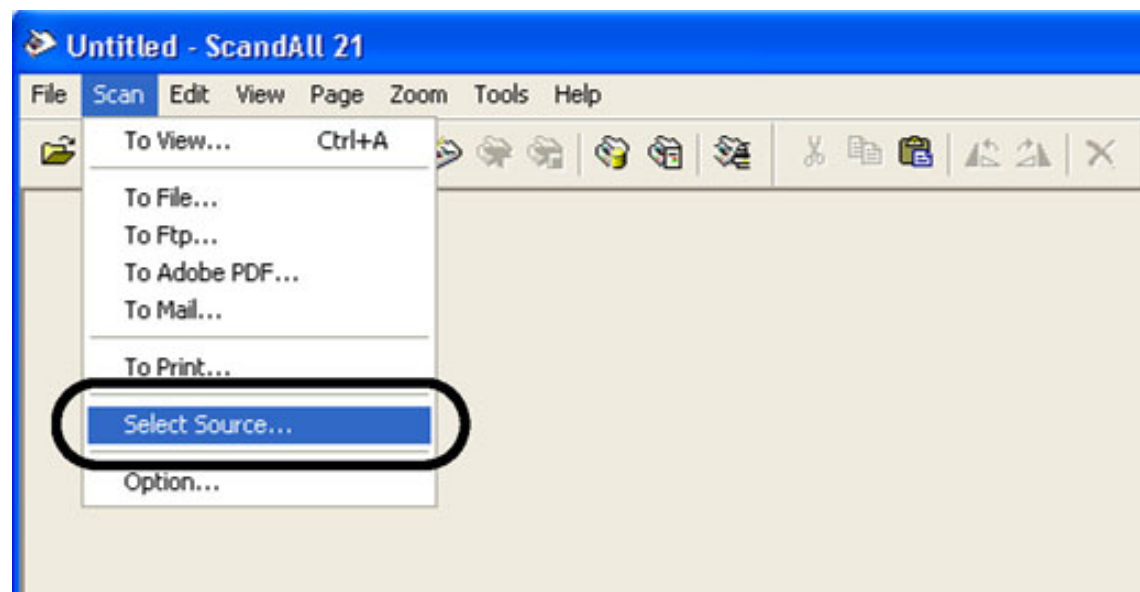 Untitled - ScandAll 21
File Scan Edit View Page Zoom Tools Help
To View... Ctrl+A
To File...
To Ftp...
To Adobe PDF...
To Mail...
To Print...
Select Source...
Option...